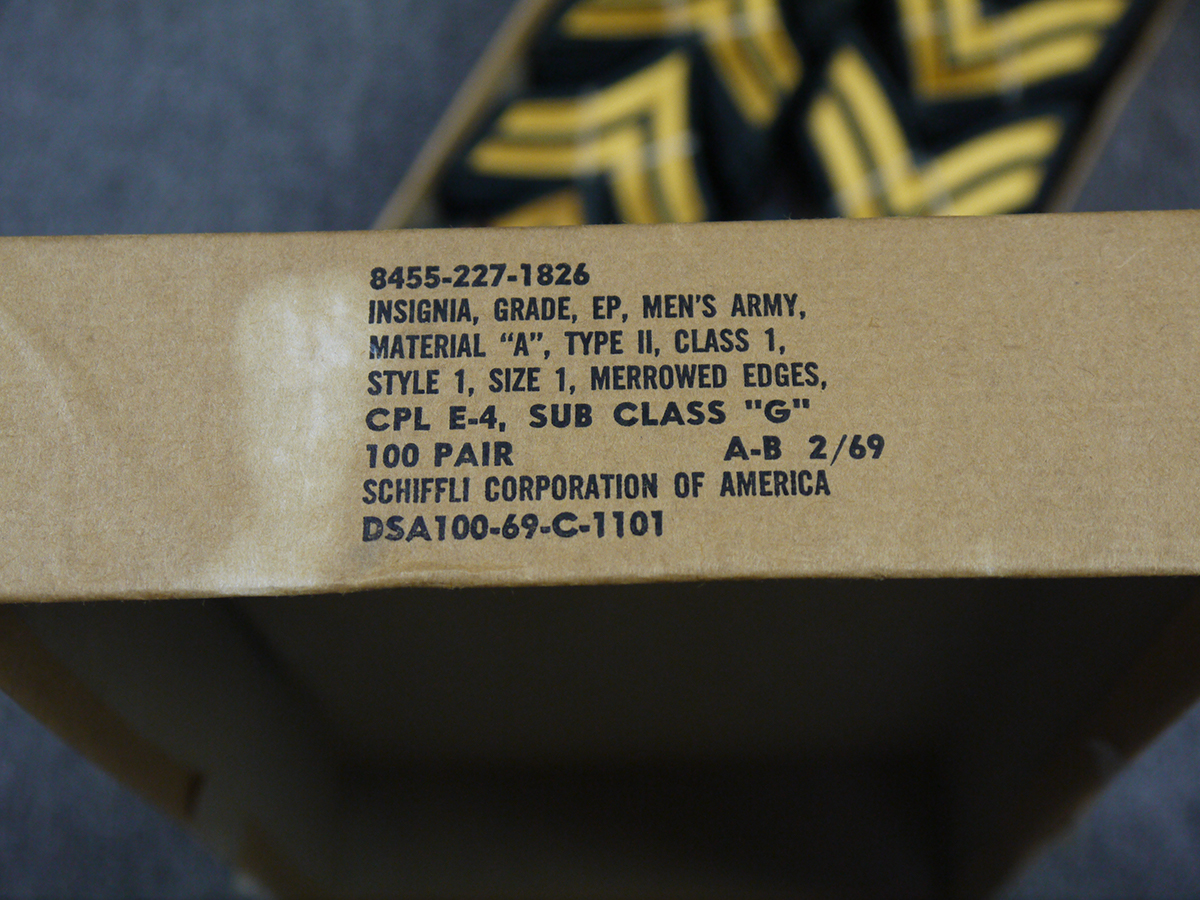 8455-227-1826
INSIGNIA, GRADE, EP, MEN'S ARMY,
MATERIAL "A", TYPE II, CLASS 1,
STYLE 1, SIZE 1, MERROWED EDGES,
CPL E-4, SUB CLASS "G"
100 PAIR A-B 2/69
SCHIFFLI CORPORATION OF AMERICA
DSA100-69-C-1101